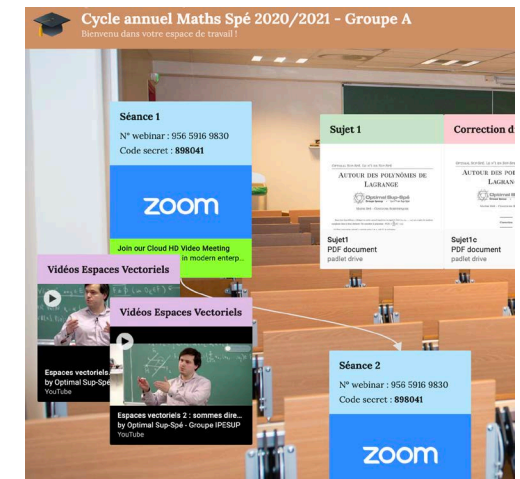 Cycle annuel Maths Spé 2020/2021 - Groupe A
Bienvenu dans votre espace de travail !
Séance 1
N° webinar : 956 5916 9830
Code secret : 898041
zoom
Join our Cloud HD Video Meeting
in modern enterp...
Vidéos Espaces Vectoriels
Espaces vectoriels
by Optimal Sup-Spé
YouTube
Vidéos Espaces Vectoriels
Espaces vectoriels 2 : sommes dire...
by Optimal Sup-Spé - Groupe IPESUP
YouTube
Sujet 1
AUTOUR DES POLYNÔMES DE
LAGRANGE
Optimal Sup-Spé
Sujet1
PDF document
padlet drive
Correction d
AUTOUR DES POL
LAGRAN
Optimal Sup-Spé
Sujet1c
PDF document
padlet drive
Séance 2
N° webinar : 956 5916 9830
Code secret : 898041
zoom